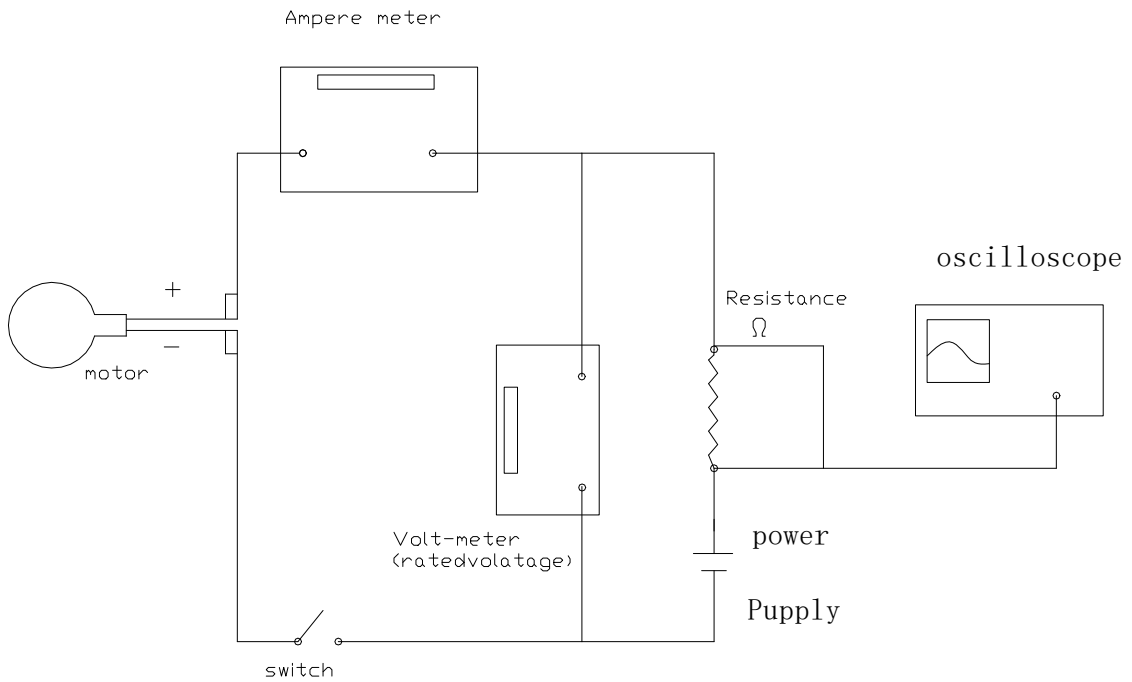 Ampere meter
oscilloscope
+
Resistance
Ω
−
motor
Volt-meter
(ratedvolatage)
power
Pupply
switch